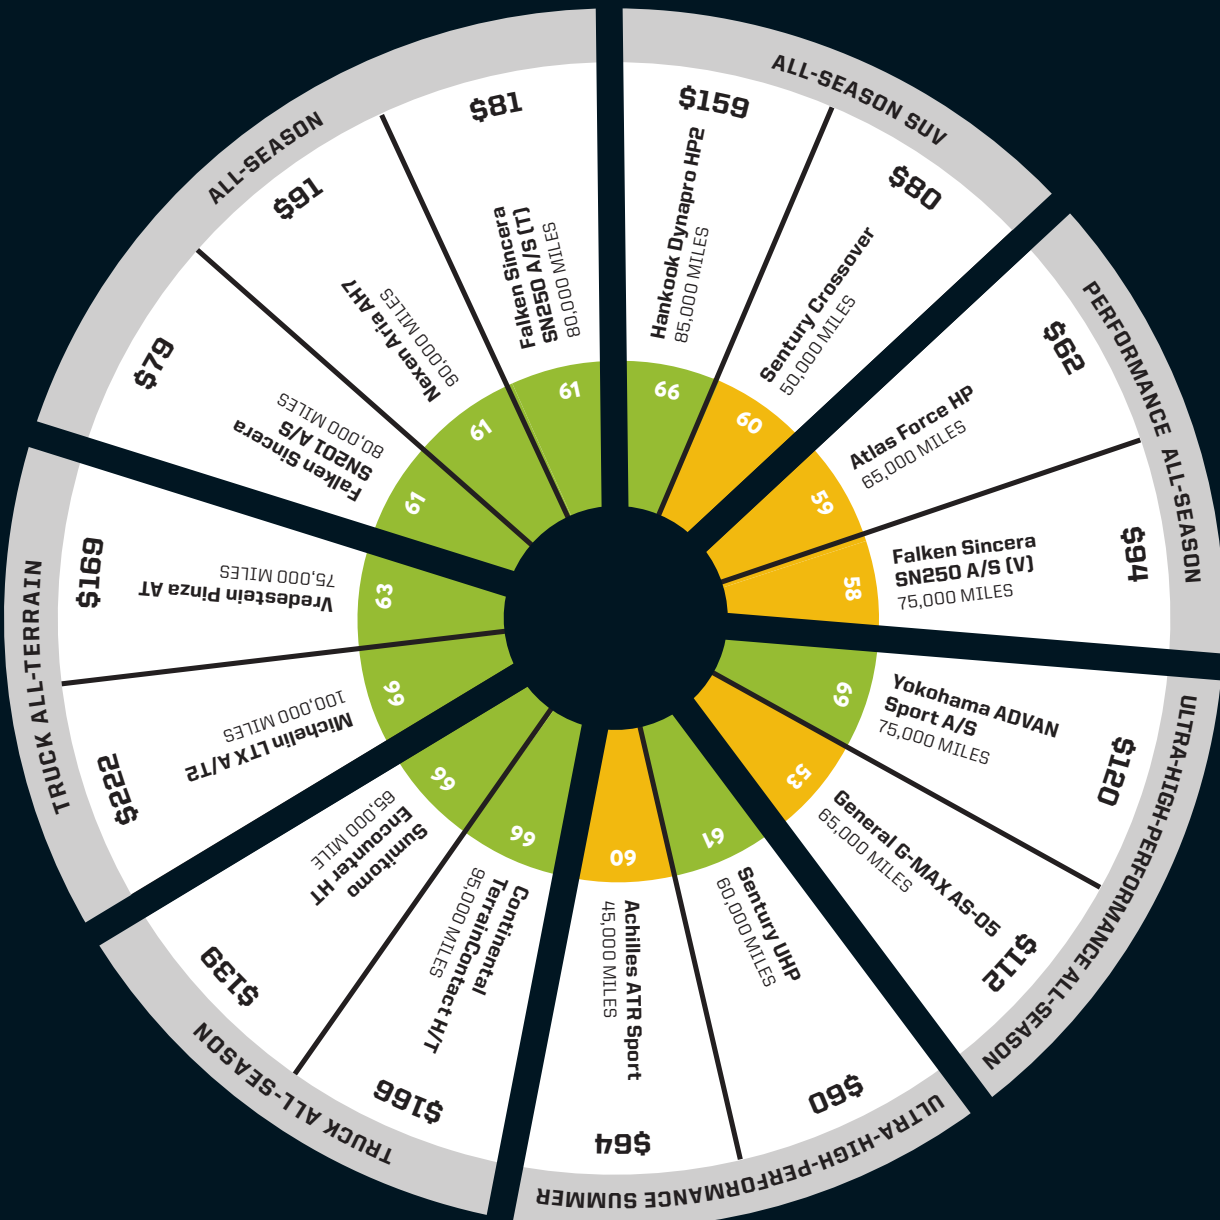 ALL-SEASON SUV
$159
Hankook Dynapro HP2
85,000 MILES
66
$80
Sentury Crossover
50,000 MILES
60
PERFORMANCE ALL-SEASON
$62
Atlas Force HP
65,000 MILES
59
$94
Falken Sincera
SN250 A/S (V)
75,000 MILES
58
ULTRA-HIGH-PERFORMANCE ALL-SEASON
$120
Yokohama ADVAN
Sport A/S
75,000 MILES
69
$112
General G-MAX AS-05
65,000 MILES
53
ULTRA-HIGH-PERFORMANCE SUMMER
$60
Sentury UHP
60,000 MILES
61
$64
Achilles ATR Sport
45,000 MILES
60
TRUCK ALL-SEASON
$166
Continental
TerrainContact H/T
95,000 MILES
66
$139
Sumitomo
Encounter HT
65,000 MILE
66
TRUCK ALL-TERRAIN
$222
Michelin LTX A/T2
100,000 MILES
66
$169
Vredestein Pinza AT
75,000 MILES
63
ALL-SEASON
$79
Falken Sincera
SN201 A/S
80,000 MILES
61
$91
Nexen Aria AH7
90,000 MILES
61
$81
Falken Sincera
SN250 A/S (T)
80,000 MILES
61